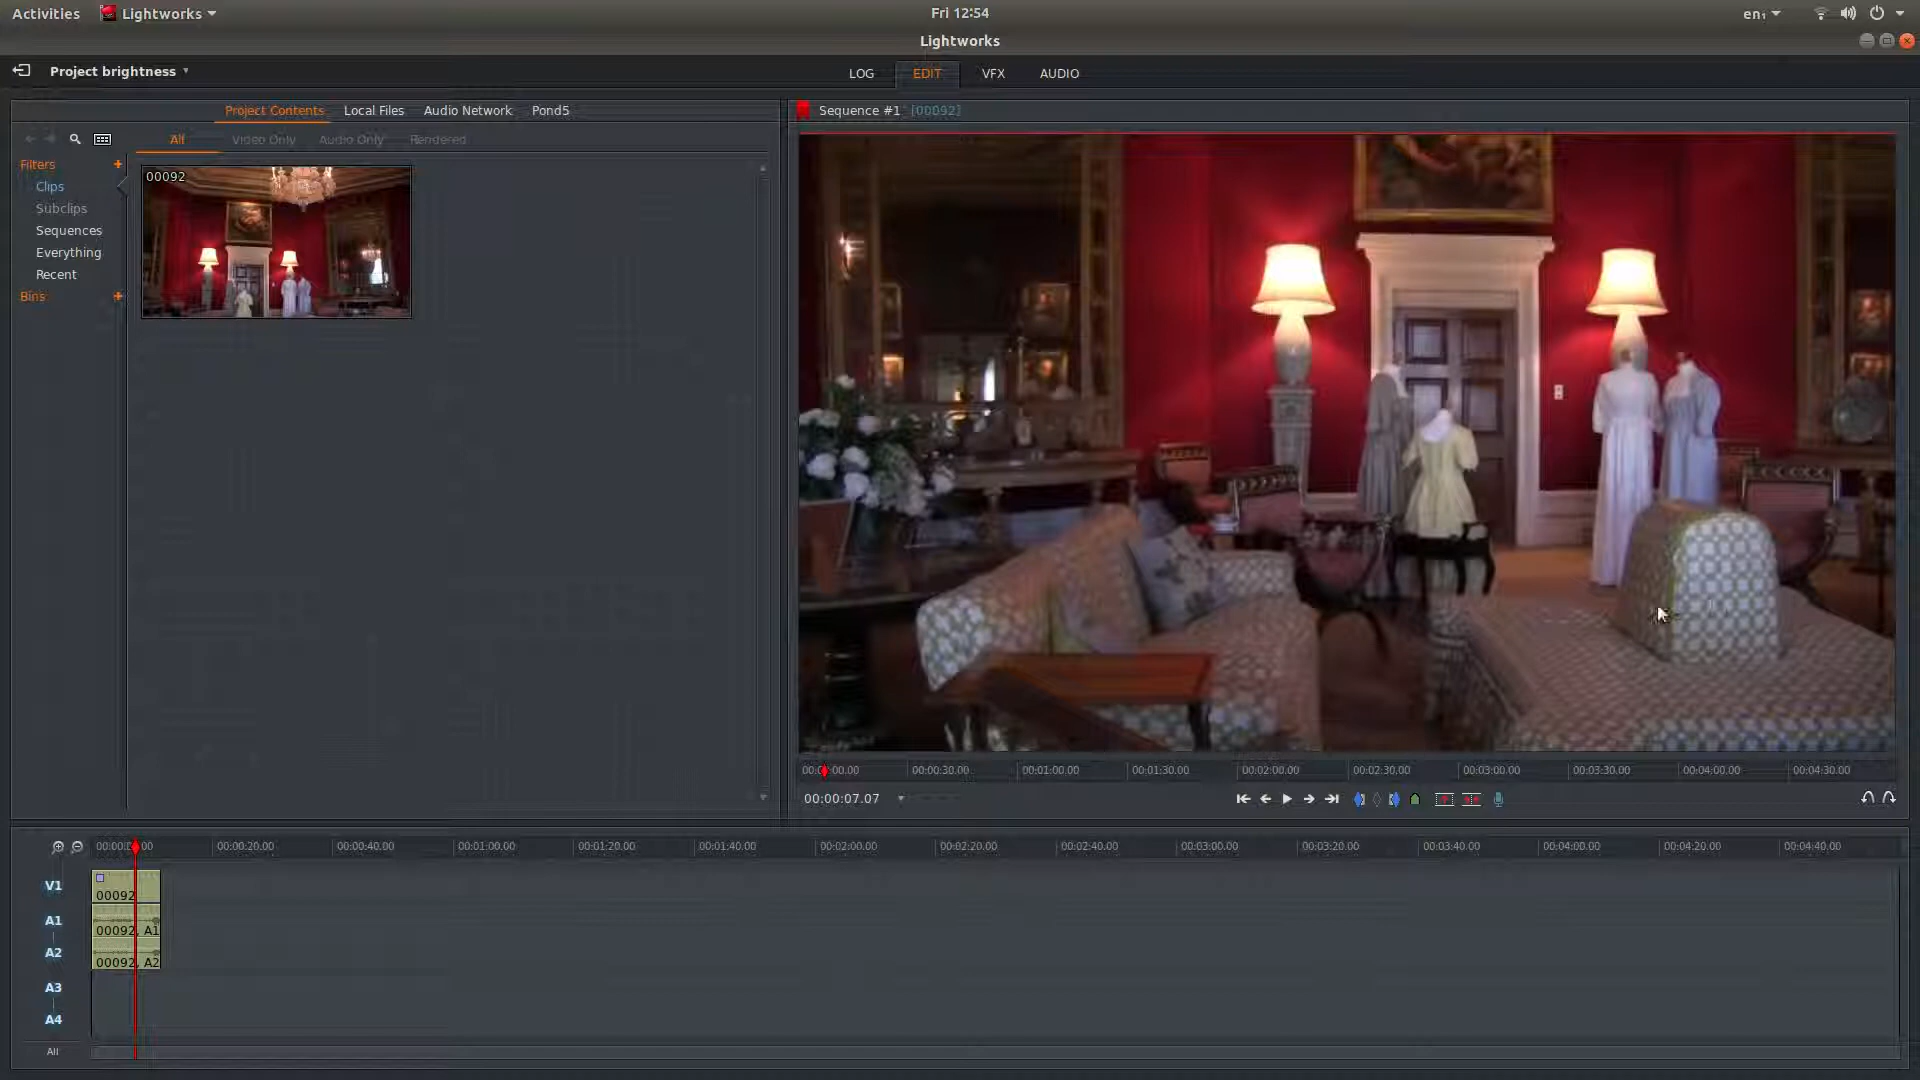 Activities Lightworks Fri 12:54 en₁
Lightworks
Project brightness LOG EDIT VFX AUDIO
Project Contents Local Files Audio Network Pond5
All Video Only Audio Only Rendered
Filters +
Clips
Subclips
Sequences
Everything
Recent
Bins +
00092
Sequence #1 [00092]
00:00:30.00 00:01:00.00 00:01:30.00 00:02:00.00 00:02:30.00 00:03:00.00 00:03:30.00 00:04:00.00 00:04:30.00
00:00:07.07
00:00:20.00 00:00:40.00 00:01:00.00 00:01:20.00 00:01:40.00 00:02:00.00 00:02:20.00 00:02:40.00 00:03:00.00 00:03:20.00 00:03:40.00 00:04:00.00 00:04:20.00 00:04:40.00
V1 00092
A1 00092, A1
A2 00092, A2
A3
A4
All